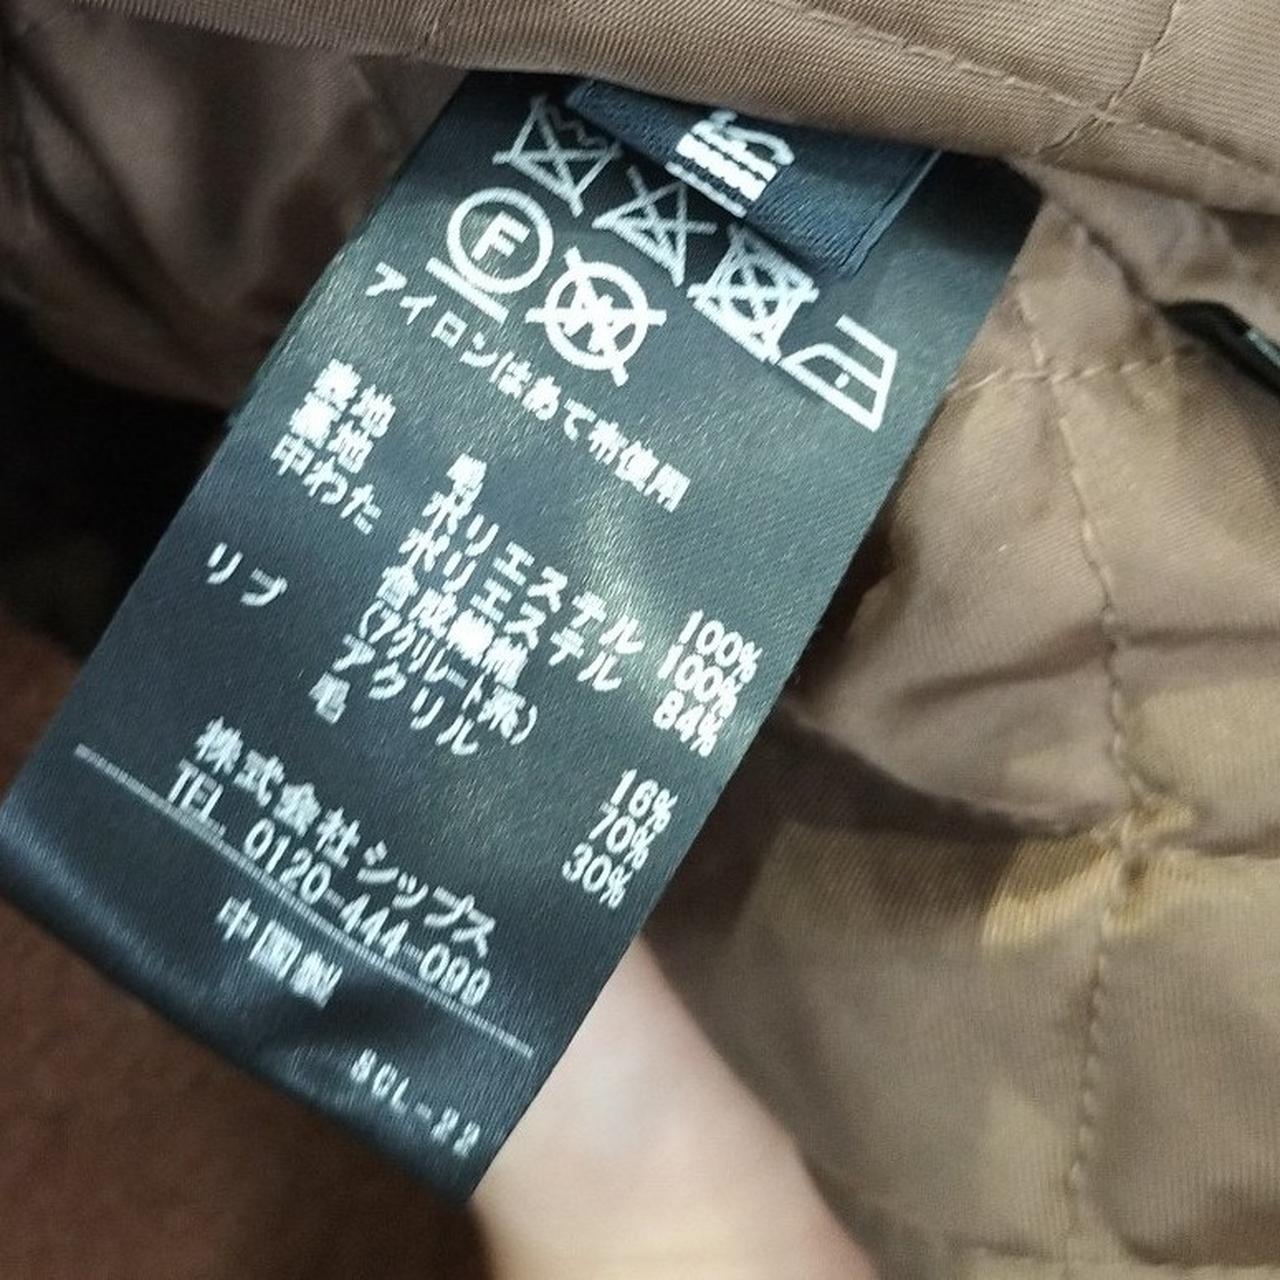 F
アイロンはあて布使用
表地 毛 100%
裏地 ポリエステル 100%
中わた ポリエステル 84%
合成繊維
(アクリレート系) 16%
リブ アクリル 70%
毛 30%
株式会社シップス
TEL 0120-444-099
中国製